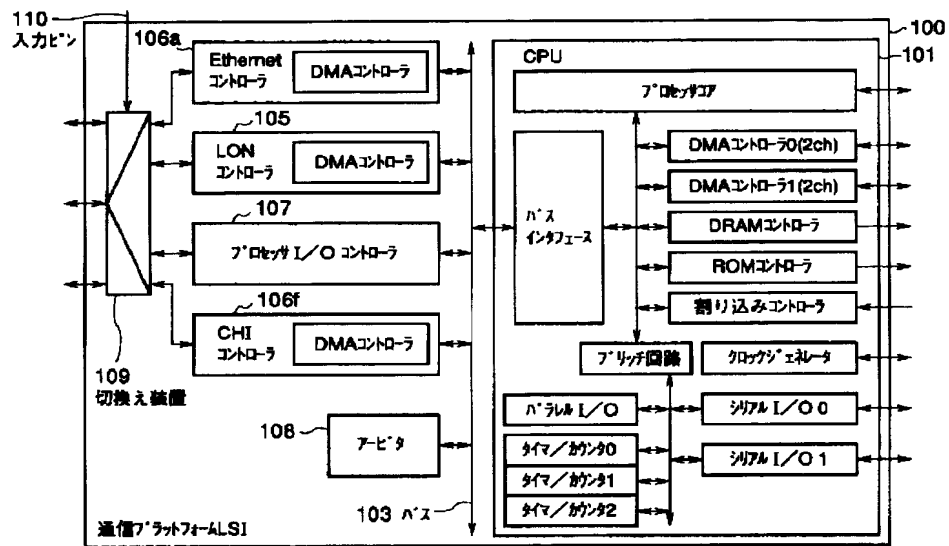 110
入力ピン
100
101
106a
Ethernet
コントローラ
DMAコントローラ
105
LON
コントローラ
DMAコントローラ
107
プロセッサ I/O コントローラ
106f
CHI
コントローラ
DMAコントローラ
109
切換え装置
108
アービタ
103 バス
通信プラットフォームLSI
CPU
プロセッサコア
バス
インタフェース
DMAコントローラ0(2ch)
DMAコントローラ1(2ch)
DRAMコントローラ
ROMコントローラ
割り込みコントローラ
ブリッチ回路
クロックジェネレータ
パラレル I/O
シリアル I/O 0
タイマ/カウンタ0
シリアル I/O 1
タイマ/カウンタ1
タイマ/カウンタ2